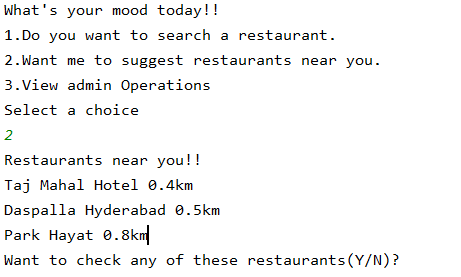 What's your mood today!!
1.Do you want to search a restaurant.
2.Want me to suggest restaurants near you.
3.View admin Operations
Select a choice
2
Restaurants near you!!
Taj Mahal Hotel 0.4km
Daspalla Hyderabad 0.5km
Park Hayat 0.8km
Want to check any of these restaurants(Y/N)?